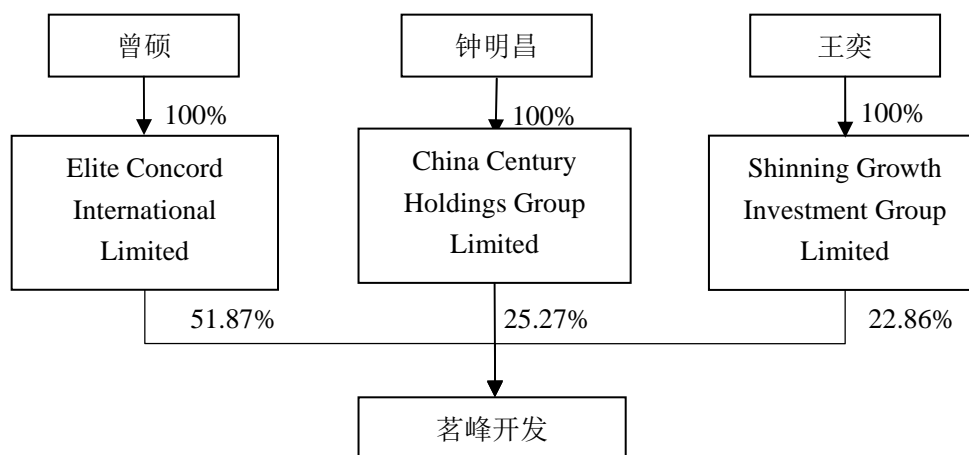 曾硕
钟明昌
王奕
100%
100%
100%
Elite Concord
International
Limited
China Century
Holdings Group
Limited
Shinning Growth
Investment Group
Limited
51.87%
25.27%
22.86%
茗峰开发